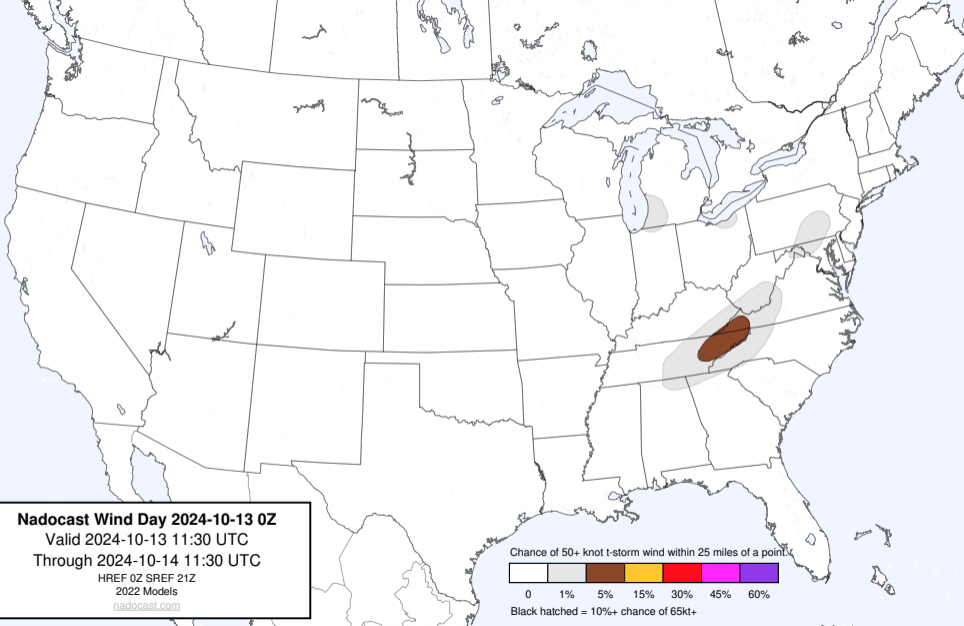 Nadocast Wind Day 2024-10-13 0Z
Valid 2024-10-13 11:30 UTC
Through 2024-10-14 11:30 UTC
HREF 0Z SREF 21Z
2022 Models
nadocast.com
Chance of 50+ knot t-storm wind within 25 miles of a point.
0 1% 5% 15% 30% 45% 60%
Black hatched = 10%+ chance of 65kt+